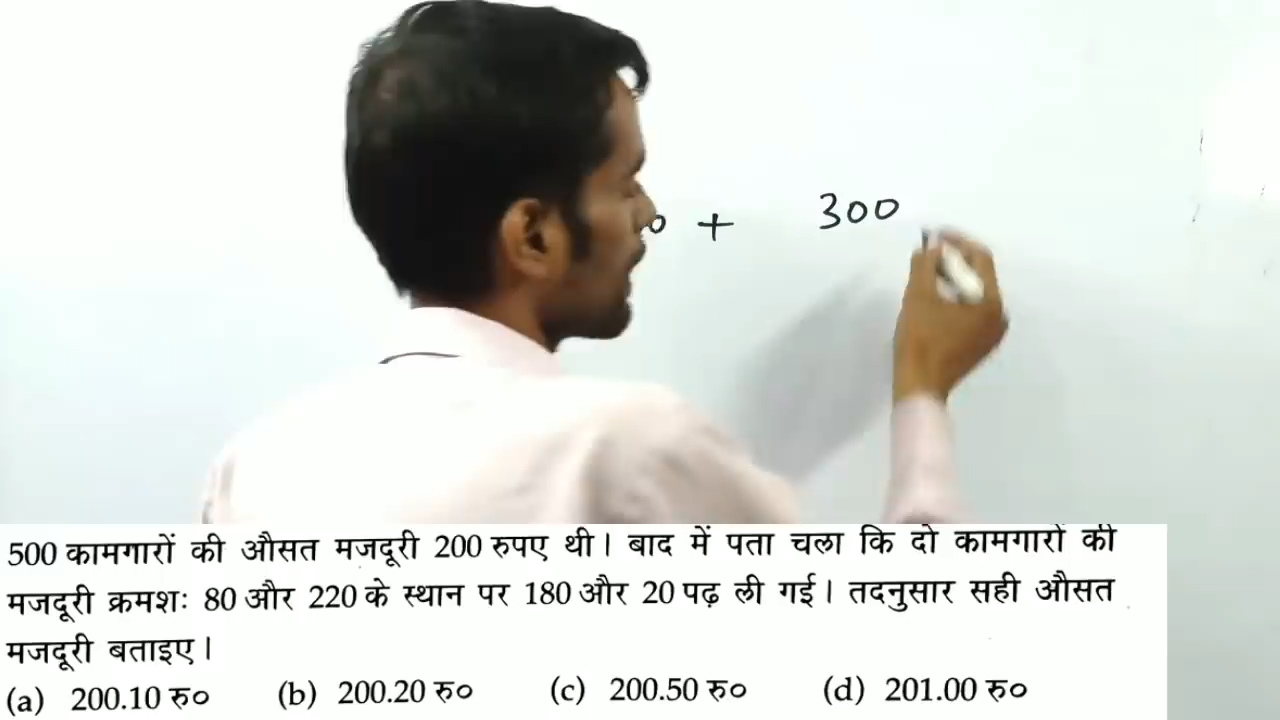 + 300
500 कामगारों की औसत मजदूरी 200 रुपए थी। बाद में पता चला कि दो कामगारों की
मजदूरी क्रमशः 80 और 220 के स्थान पर 180 और 20 पढ़ ली गई। तदनुसार सही औसत
मजदूरी बताइए।
(a) 200.10 रु० (b) 200.20 रु० (c) 200.50 रु० (d) 201.00 रु०